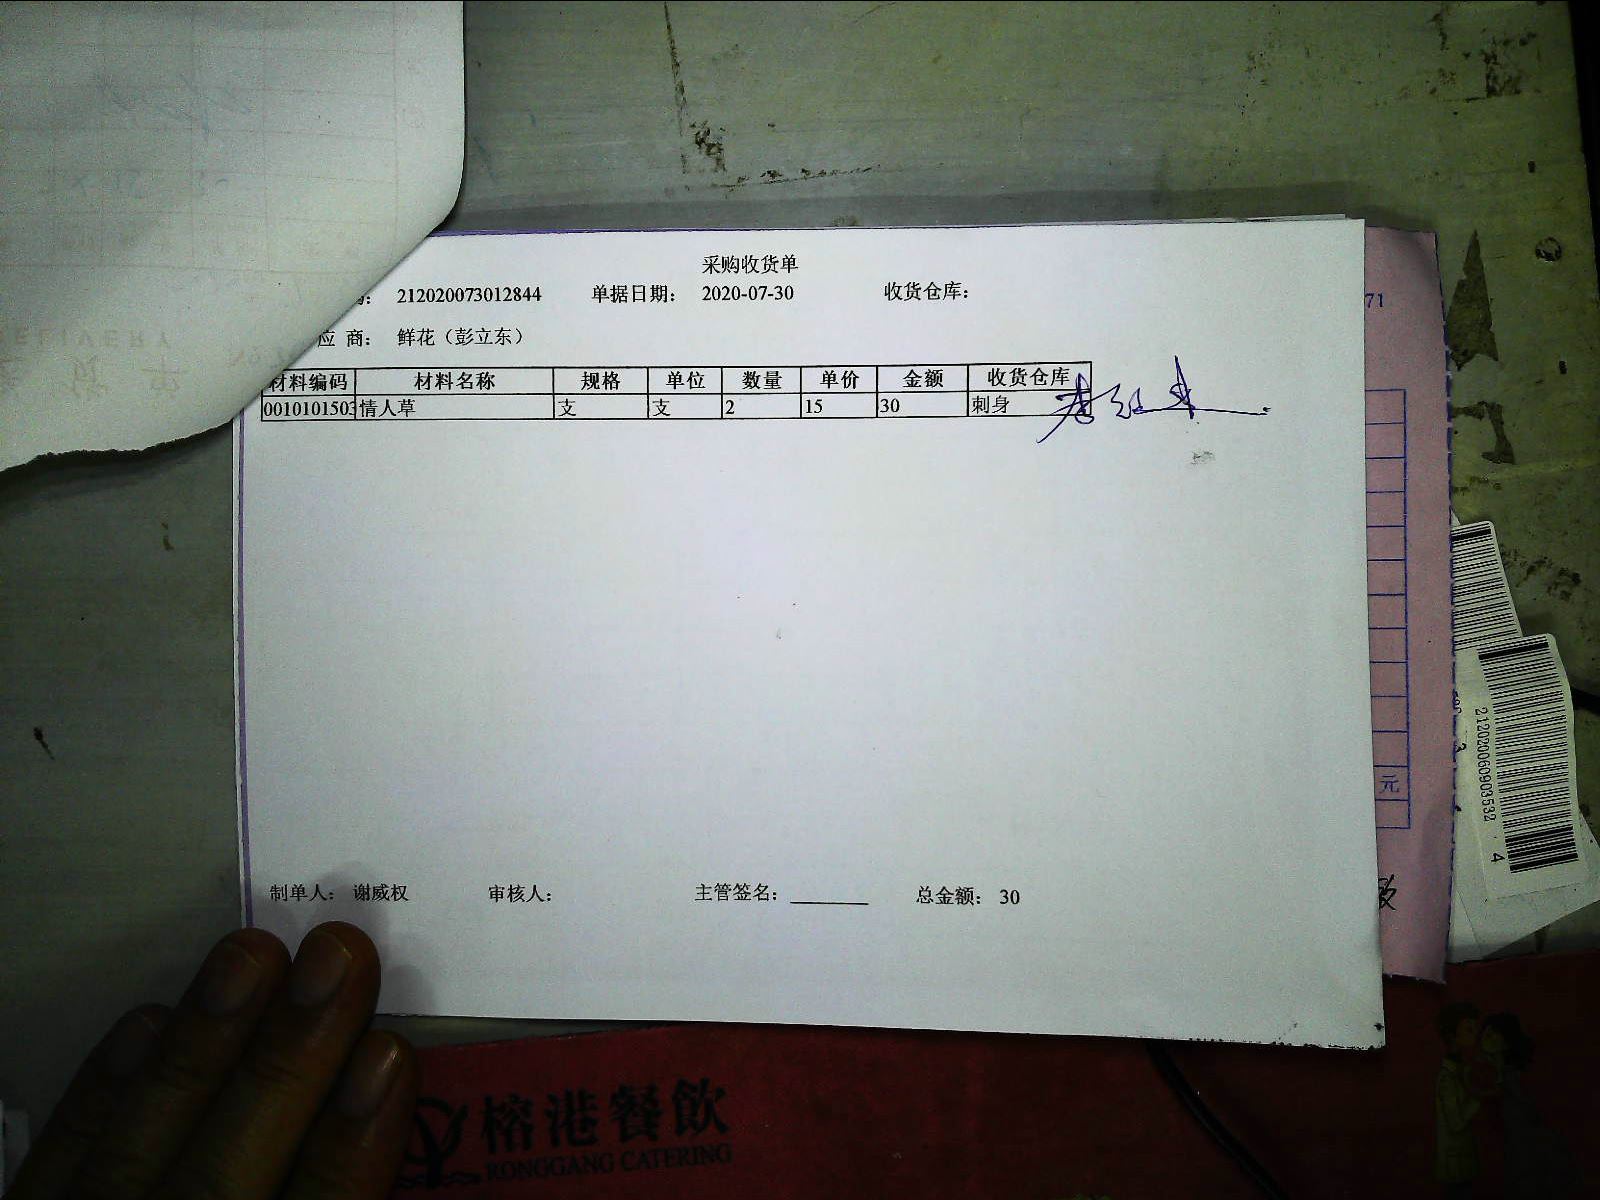 采购收货单
212020073012844 单据日期： 2020-07-30 收货仓库：
应 商： 鲜花（彭立东）
材料编码 材料名称 规格 单位 数量 单价 金额 收货仓库
0010101503 情人草 支 支 2 15 30 刺身
制单人： 谢威权 审核人： 主管签名： 总金额： 30
71
元
212020060903532 4
榕港餐飲
RONGGANG CATERING